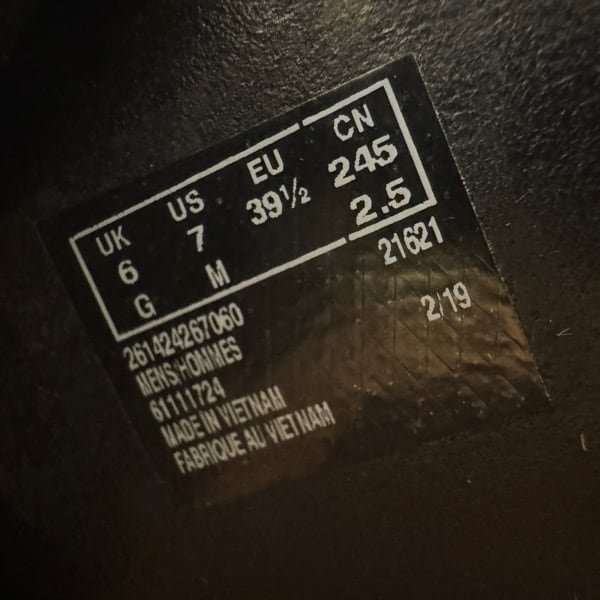 UK US EU CN
6 7 39½ 245
G M 2.5
21621
261424267060
MENS/HOMMES 2/19
61111724
MADE IN VIETNAM
FABRIQUE AU VIETNAM